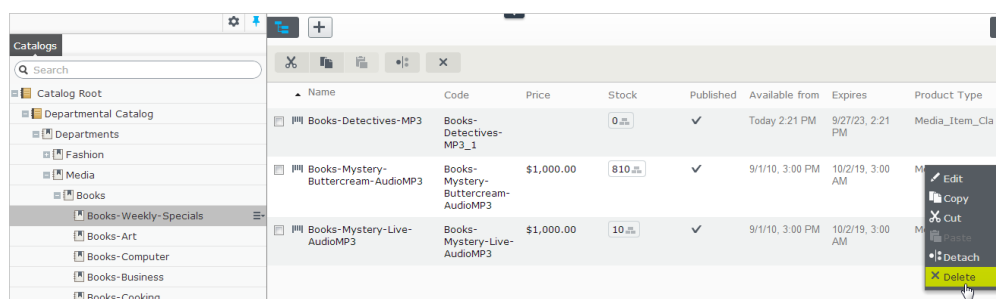 Catalogs
Search
Catalog Root
Departmental Catalog
Departments
Fashion
Media
Books
Books-Weekly-Specials
Books-Art
Books-Computer
Books-Business
Books-Cooking
Name Code Price Stock Published Available from Expires Product Type
Books-Detectives-MP3 Books- 0 Today 2:21 PM 9/27/23, 2:21 Media_Item_Cla
Detectives- PM
MP3_1
Books-Mystery- Books- $1,000.00 810 9/1/10, 3:00 PM 10/2/19, 3:00
Buttercream-AudioMP3 Mystery- AM
Buttercream-
AudioMP3
Books-Mystery-Live- Books- $1,000.00 10 9/1/10, 3:00 PM 10/2/19, 3:00
AudioMP3 Mystery-Live- AM
AudioMP3
Edit
Copy
Cut
Paste
Detach
Delete